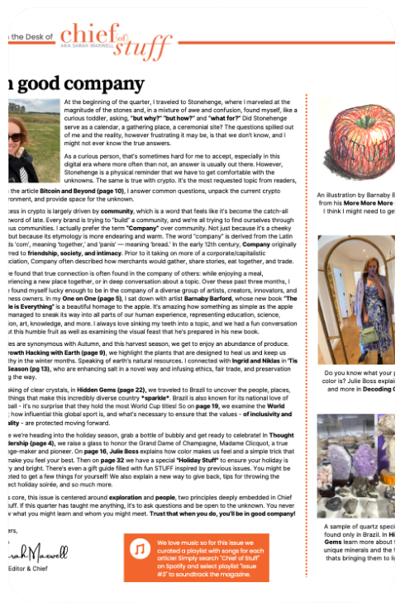 n the Desk of
chief of stuff
AKA SARAH MAXWELL
n good company
At the beginning of the quarter, I traveled to Stonehenge, where I marveled at the
magnitude of the stones and, in a mixture of awe and confusion, found myself, like a
curious toddler, asking, "but why?" "but how?" and "what for?" Did Stonehenge
serve as a calendar, a gathering place, a ceremonial site? The questions spilled out
of me and the reality, however frustrating it may be, is that we don't know, and I
might not ever know the true answers.
As a curious person, that's sometimes hard for me to accept, especially in this
digital era where more often than not, an answer is usually out there. However,
Stonehenge is a physical reminder that we have to get comfortable with the
unknowns. The same is true with crypto. It's the most requested topic from readers,
the article Bitcoin and Beyond (page 10), I answer common questions, unpack the current crypto
ronment, and provide space for the unknown.
ess in crypto is largely driven by community, which is a word that feels like it's become the catch-all
word of late. Every brand is trying to "build" a community, and we're all trying to find ourselves through
us communities. I actually prefer the term "Company" over community. Not just because it's a cheeky
but because its etymology is more endearing and warm. The word "company" is derived from the Latin
ds 'com', meaning 'together,' and 'panis' — meaning 'bread.' In the early 12th century, Company originally
red to friendship, society, and intimacy. Prior to taking on more of a corporate/capitalistic
ciation, Company often described how merchants would gather, share stories, eat together, and trade.
e found that true connection is often found in the company of others: while enjoying a meal,
riencing a new place together, or in deep conversation about a topic. Over these past three months, I
found myself lucky enough to be in the company of a diverse group of artists, creators, innovators, and
ness owners. In my One on One (page 5), I sat down with artist Barnaby Barford, whose new book "The
le is Everything" is a beautiful homage to the apple. It's amazing how something as simple as the apple
managed to sneak its way into all parts of our human experience, representing education, science,
ion, art, knowledge, and more. I always love sinking my teeth into a topic, and we had a fun conversation
t this humble fruit as well as examining the visual feast that he's prepared in his new book.
es are synonymous with Autumn, and this harvest season, we get to enjoy an abundance of produce.
rowth Hacking with Earth (page 9), we highlight the plants that are designed to heal us and keep us
thy in the winter months. Speaking of earth's natural resources. I connected with Ingrid and Niklas in 'Tis
Season (pg 13), who are enhancing salt in a novel way and infusing ethics, fair trade, and preservation
g the way.
king of clear crystals, in Hidden Gems (page 22), we traveled to Brazil to uncover the people, places,
things that make this incredibly diverse country *sparkle*. Brazil is also known for its national love of
ball - it's no surprise that they hold the most World Cup titles! So on page 19, we examine the World
; how influential this global sport is, and what's necessary to ensure that the values - of inclusivity and
ality - are protected moving forward.
e we're heading into the holiday season, grab a bottle of bubbly and get ready to celebrate! In Thought
dership (page 4), we raise a glass to honor the Grand Dame of Champagne, Madame Clicquot, a true
ge-maker and pioneer. On page 16, Julie Boss explains how color makes us feel and a simple trick that
make you feel your best. Then on page 32 we have a special "Holiday Stuff" to ensure your holiday is
ry and bright. There's even a gift guide filled with fun STUFF inspired by previous issues. You might be
pted to get a few things for yourself! We also explain a new way to give back, tips for throwing the
ect holiday soirée, and so much more.
s core, this issue is centered around exploration and people, two principles deeply embedded in Chief
. If this quarter has taught me anything, it's to ask questions and be open to the unknown. You never
w what you might learn and whom you might meet. Trust that when you do, you'll be in good company!
ers,
rah Maxwell
Editor & Chief
We love music so for this issue we
curated a playlist with songs for each
article! Simply search "Chief of Stuff"
on Spotify and select playlist "Issue
#3" to soundtrack the magazine.
An illustration by Barnaby B
from his More More More
I think I might need to ge
Do you know what your p
color is? Julie Boss explai
and more in Decoding C
A sample of quartz speci
found only in Brazil. In Hi
Gems learn more about t
unique minerals and the t
thats bringing them to lig